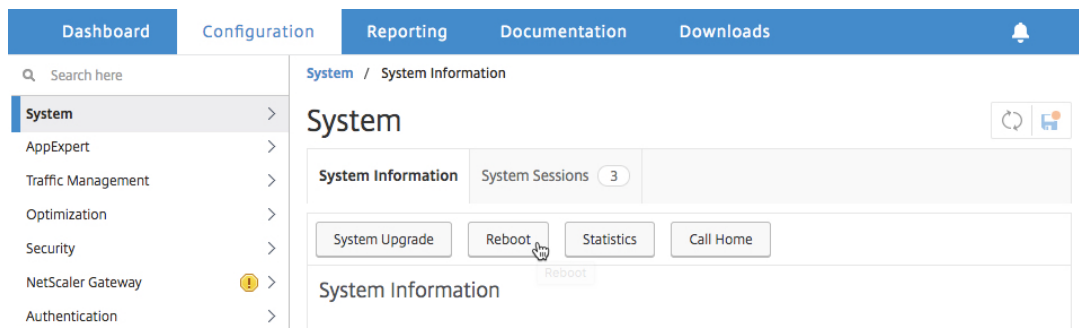 Dashboard Configuration Reporting Documentation Downloads
Search here
System / System Information
System
System
AppExpert
Traffic Management
System Information System Sessions 3
Optimization
Security
System Upgrade Reboot Statistics Call Home
Reboot
NetScaler Gateway
System Information
Authentication